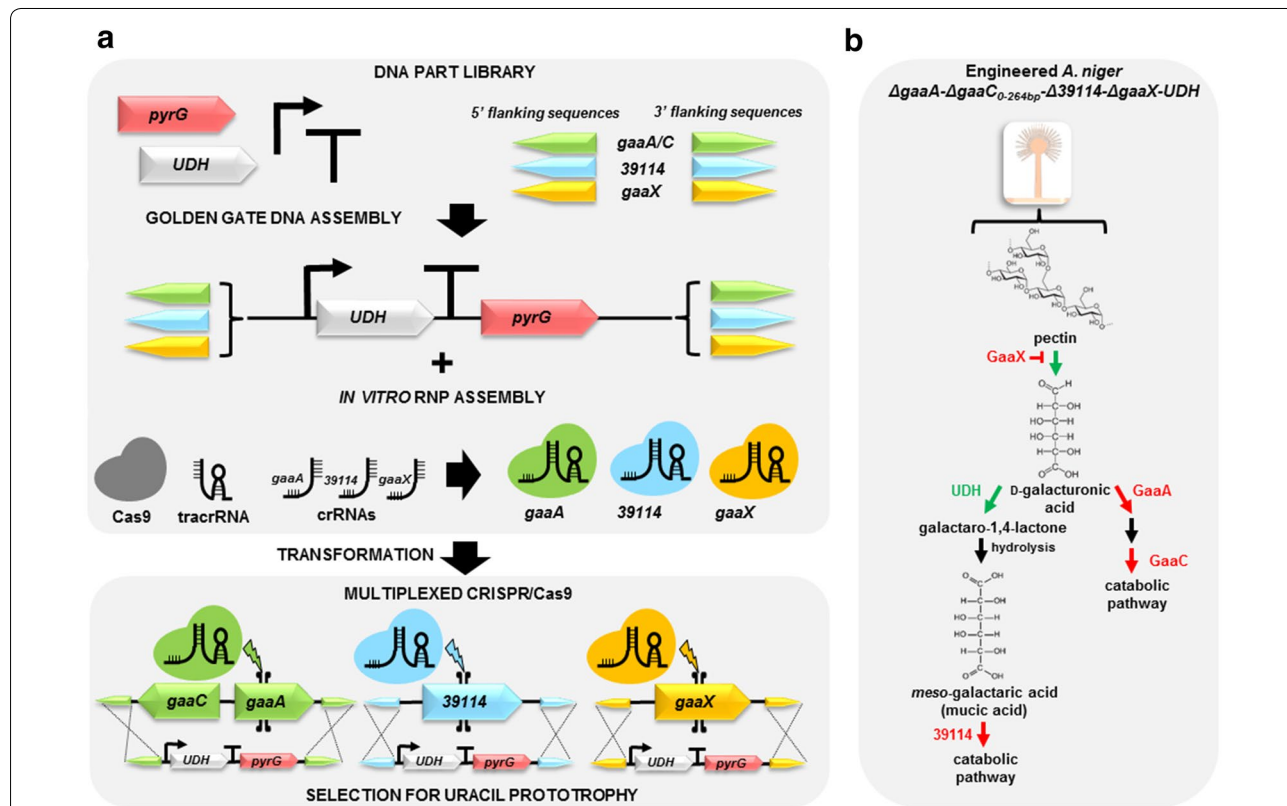 a
DNA PART LIBRARY
pyrG
UDH
5' flanking sequences
3' flanking sequences
gaaA/C
39114
gaaX
GOLDEN GATE DNA ASSEMBLY
UDH
pyrG
+
IN VITRO RNP ASSEMBLY
gaaA
39114
gaaX
Cas9
tracrRNA
crRNAs
gaaA
39114
gaaX
TRANSFORMATION
MULTIPLEXED CRISPR/Cas9
gaaC
gaaA
39114
gaaX
UDH
pyrG
UDH
pyrG
UDH
pyrG
SELECTION FOR URACIL PROTOTROPHY
b
Engineered A. niger
ΔgaaA-ΔgaaC0-264bp-Δ39114-ΔgaaX-UDH
pectin
GaaX
D-galacturonic
acid
UDH
GaaA
galactaro-1,4-lactone
hydrolysis
GaaC
catabolic
pathway
meso-galactaric acid
(mucic acid)
39114
catabolic
pathway